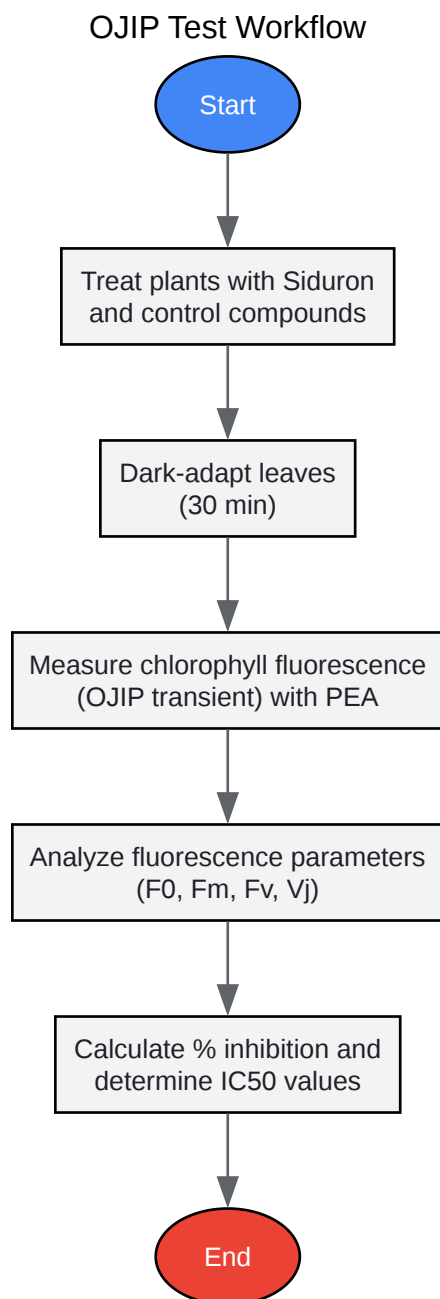 OJIP Test Workflow
Start
Treat plants with Siduron
and control compounds
Dark-adapt leaves
(30 min)
Measure chlorophyll fluorescence
(OJIP transient) with PEA
Analyze fluorescence parameters
(F0, Fm, Fv, Vj)
Calculate % inhibition and
determine IC50 values
End